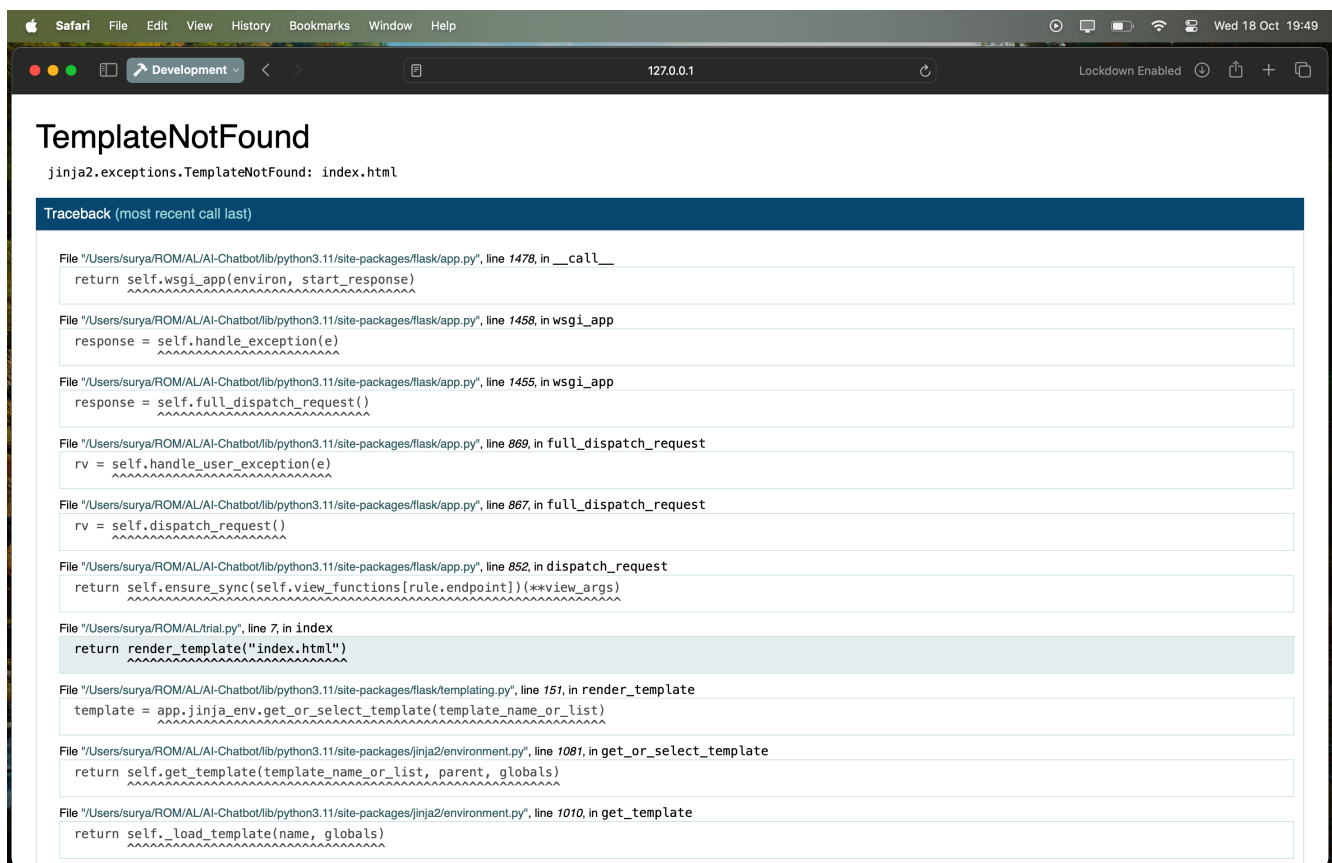 Safari File Edit View History Bookmarks Window Help Wed 18 Oct 19:49
Development 127.0.0.1 Lockdown Enabled
TemplateNotFound
jinja2.exceptions.TemplateNotFound: index.html
Traceback (most recent call last)
File "/Users/surya/ROM/AL/AI-Chatbot/lib/python3.11/site-packages/flask/app.py", line 1478, in __call__
return self.wsgi_app(environ, start_response)
^^^^^^^^^^^^^^^^^^^^^^^^^^^^^^^^^^^^^^
File "/Users/surya/ROM/AL/AI-Chatbot/lib/python3.11/site-packages/flask/app.py", line 1458, in wsgi_app
response = self.handle_exception(e)
^^^^^^^^^^^^^^^^^^^^^^^^
File "/Users/surya/ROM/AL/AI-Chatbot/lib/python3.11/site-packages/flask/app.py", line 1455, in wsgi_app
response = self.full_dispatch_request()
^^^^^^^^^^^^^^^^^^^^^^^^^^^^
File "/Users/surya/ROM/AL/AI-Chatbot/lib/python3.11/site-packages/flask/app.py", line 869, in full_dispatch_request
rv = self.handle_user_exception(e)
^^^^^^^^^^^^^^^^^^^^^^^^^^^^^
File "/Users/surya/ROM/AL/AI-Chatbot/lib/python3.11/site-packages/flask/app.py", line 867, in full_dispatch_request
rv = self.dispatch_request()
^^^^^^^^^^^^^^^^^^^^^^^
File "/Users/surya/ROM/AL/AI-Chatbot/lib/python3.11/site-packages/flask/app.py", line 852, in dispatch_request
return self.ensure_sync(self.view_functions[rule.endpoint])(**view_args)
^^^^^^^^^^^^^^^^^^^^^^^^^^^^^^^^^^^^^^^^^^^^^^^^^^^^^^^^^^^^^^^^^
File "/Users/surya/ROM/AL/trial.py", line 7, in index
return render_template("index.html")
^^^^^^^^^^^^^^^^^^^^^^^^^^^^^
File "/Users/surya/ROM/AL/AI-Chatbot/lib/python3.11/site-packages/flask/templating.py", line 151, in render_template
template = app.jinja_env.get_or_select_template(template_name_or_list)
^^^^^^^^^^^^^^^^^^^^^^^^^^^^^^^^^^^^^^^^^^^^^^^^^^^^^^^^^^^
File "/Users/surya/ROM/AL/AI-Chatbot/lib/python3.11/site-packages/jinja2/environment.py", line 1081, in get_or_select_template
return self.get_template(template_name_or_list, parent, globals)
^^^^^^^^^^^^^^^^^^^^^^^^^^^^^^^^^^^^^^^^^^^^^^^^^^^^^^^^^
File "/Users/surya/ROM/AL/AI-Chatbot/lib/python3.11/site-packages/jinja2/environment.py", line 1010, in get_template
return self._load_template(name, globals)
^^^^^^^^^^^^^^^^^^^^^^^^^^^^^^^^^^